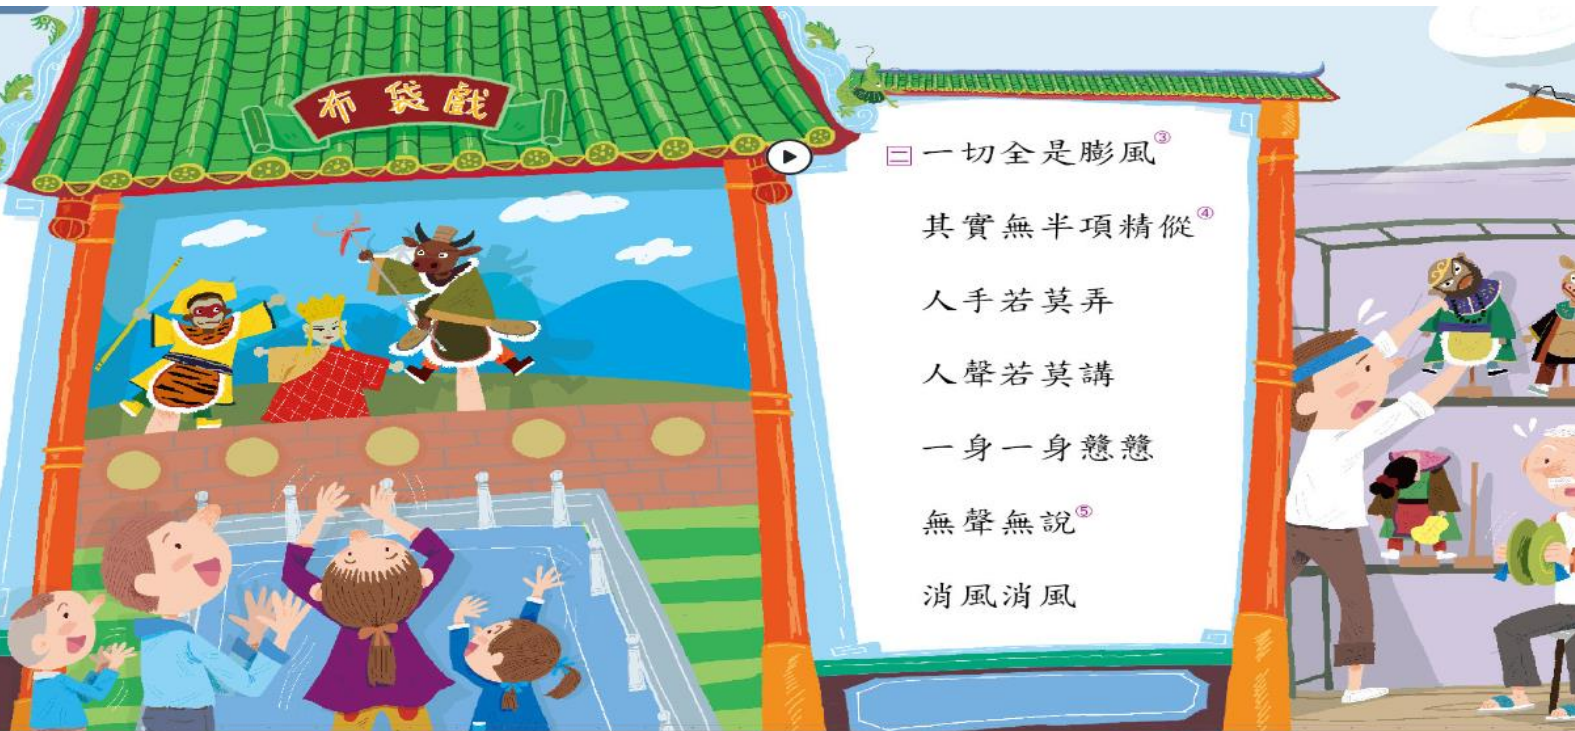 布袋戲
二 一切全是膨風③
其實無半項精傱④
人手若莫弄
人聲若莫講
一身一身戇戇
無聲無說⑤
消風消風